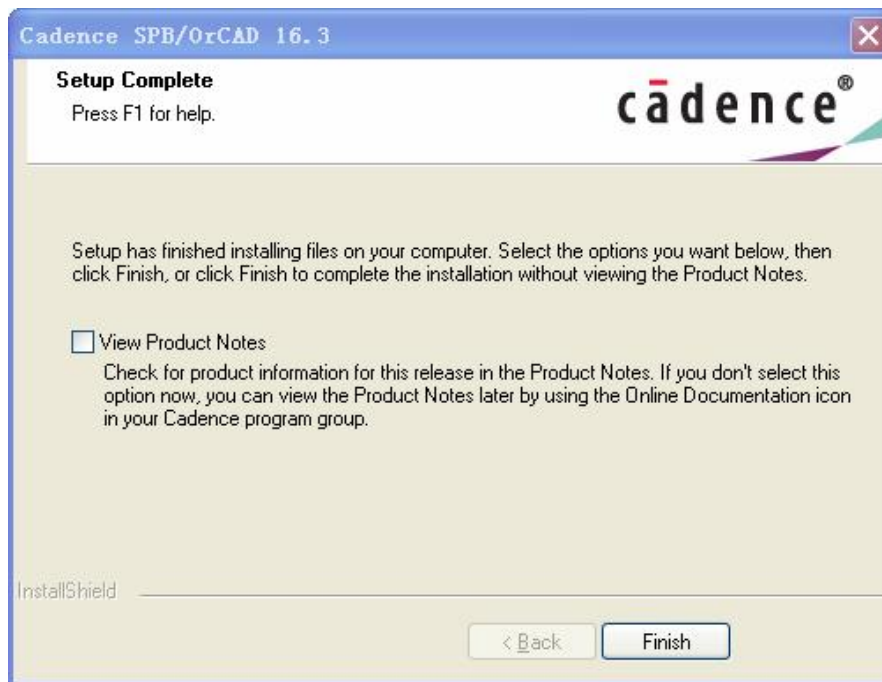 Cadence SPB/OrCAD 16.3
Setup Complete
Press F1 for help.
cādence®
Setup has finished installing files on your computer. Select the options you want below, then
click Finish, or click Finish to complete the installation without viewing the Product Notes.
View Product Notes
Check for product information for this release in the Product Notes. If you don't select this
option now, you can view the Product Notes later by using the Online Documentation icon
in your Cadence program group.
InstallShield
< Back
Finish